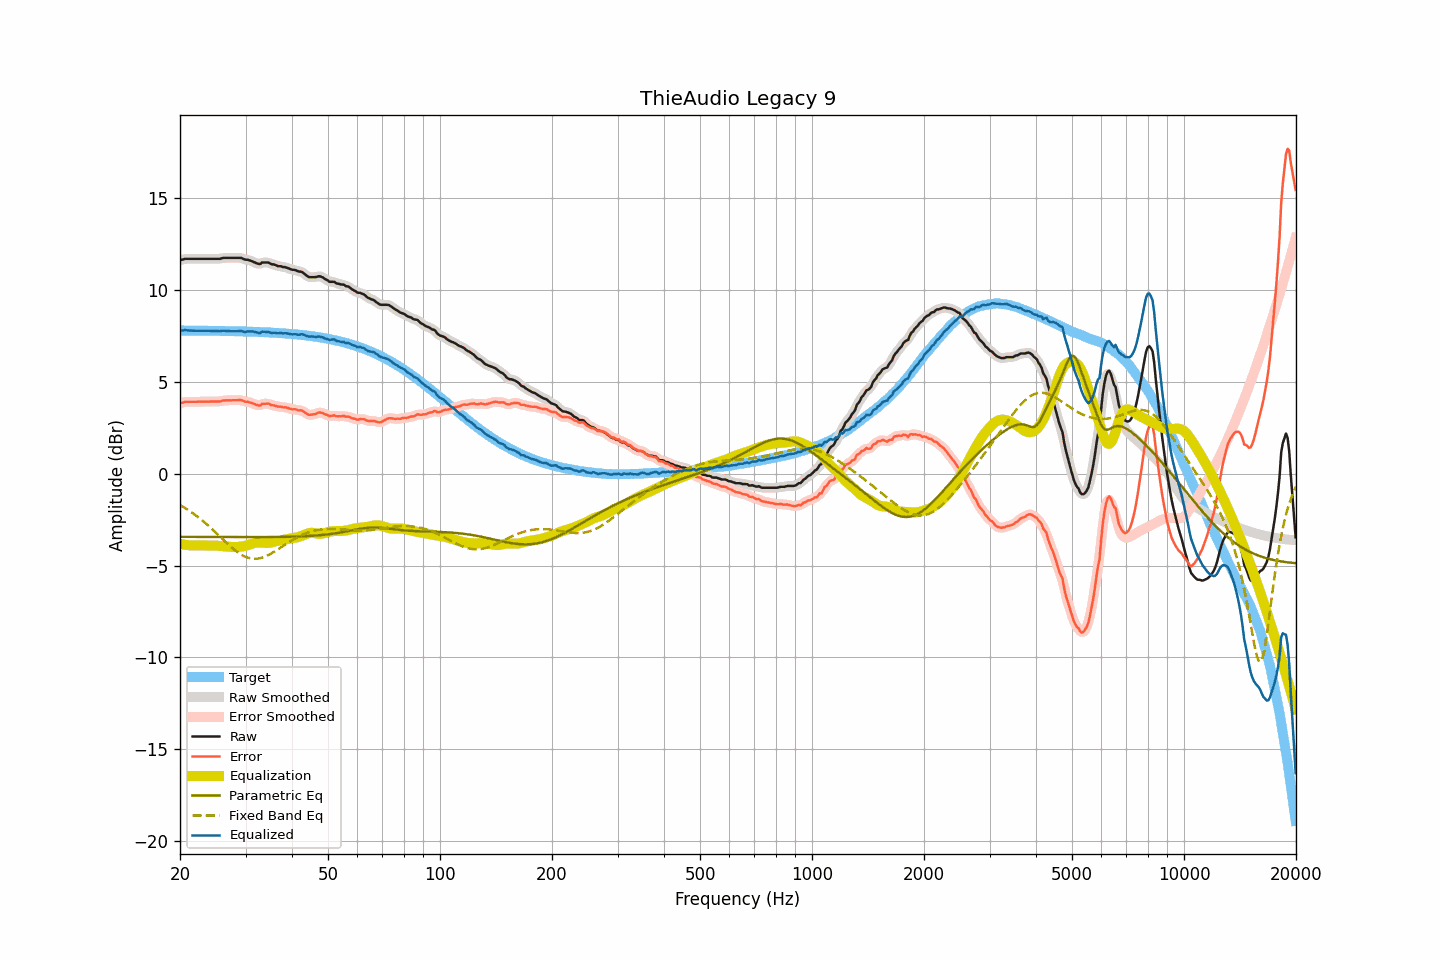 ThieAudio Legacy 9
Amplitude (dBr)
15
10
5
0
−5
−10
−15
−20
Target
Raw Smoothed
Error Smoothed
Raw
Error
Equalization
Parametric Eq
Fixed Band Eq
Equalized
20 50 100 200 500 1000 2000 5000 10000 20000
Frequency (Hz)